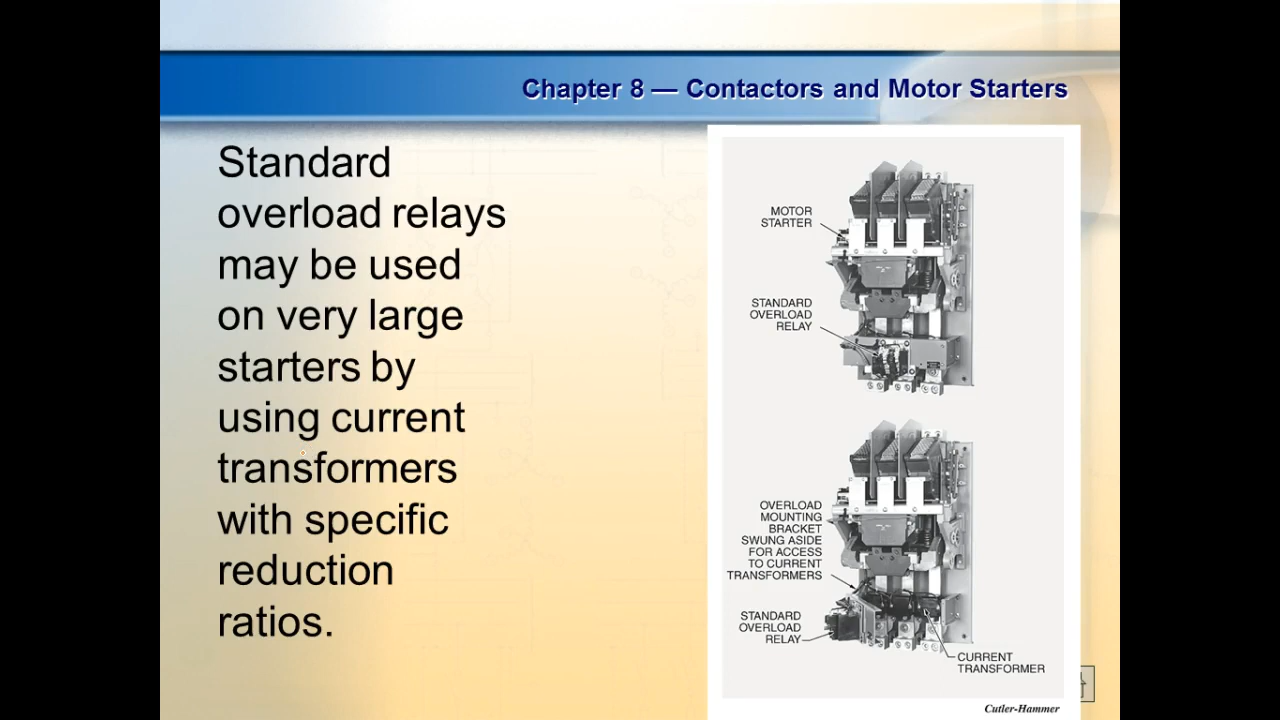 Chapter 8 — Contactors and Motor Starters
Standard
overload relays
may be used
on very large
starters by
using current
transformers
with specific
reduction
ratios.
MOTOR
STARTER
STANDARD
OVERLOAD
RELAY
OVERLOAD
MOUNTING
BRACKET
SWUNG ASIDE
FOR ACCESS
TO CURRENT
TRANSFORMERS
STANDARD
OVERLOAD
RELAY
CURRENT
TRANSFORMER
Cutler-Hammer